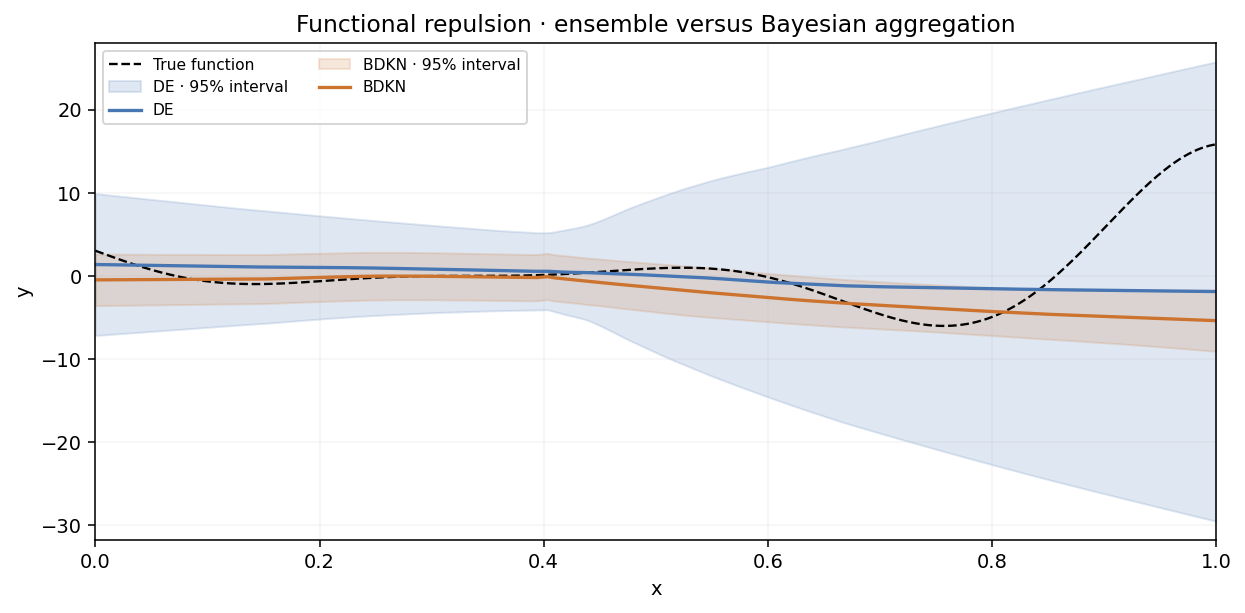 Functional repulsion · ensemble versus Bayesian aggregation
True function
DE · 95% interval
DE
BDKN · 95% interval
BDKN
y
20
10
0
−10
−20
−30
0.0 0.2 0.4 0.6 0.8 1.0
x